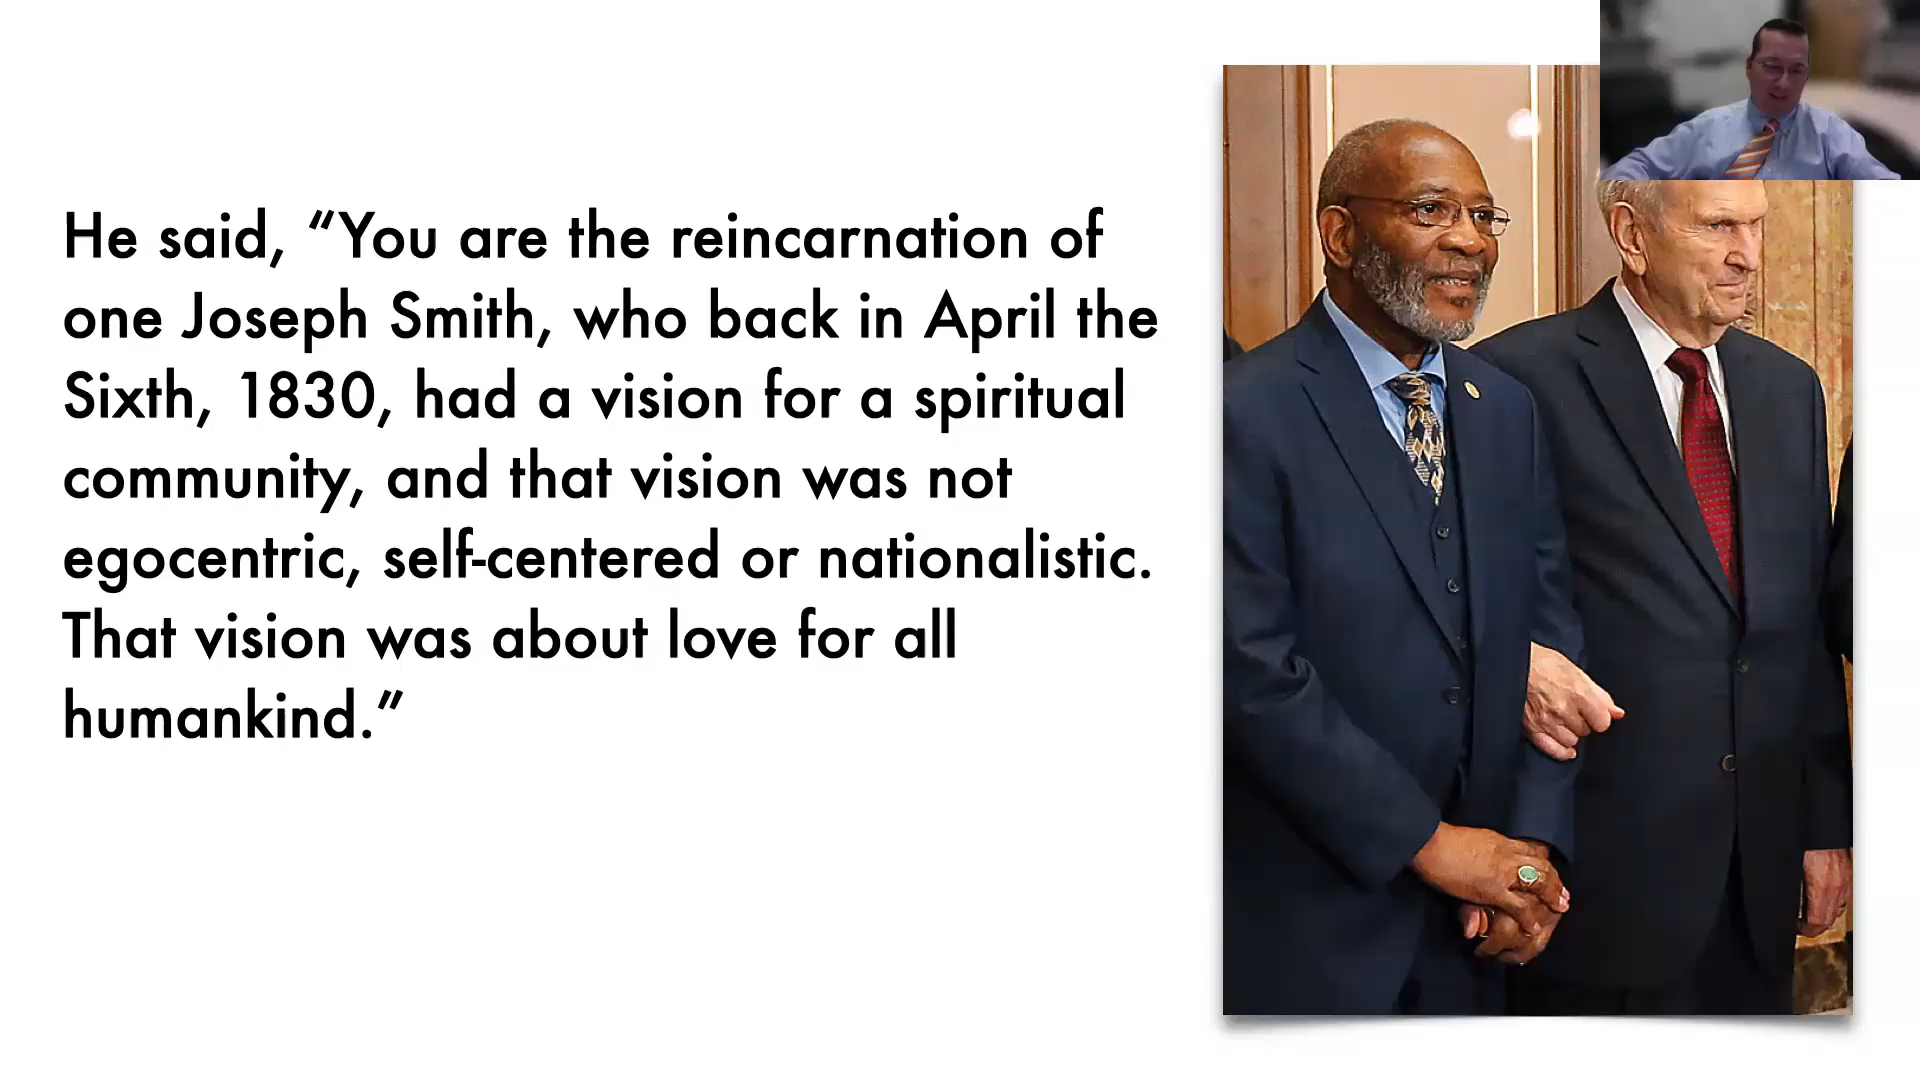 He said, “You are the reincarnation of
one Joseph Smith, who back in April the
Sixth, 1830, had a vision for a spiritual
community, and that vision was not
egocentric, self-centered or nationalistic.
That vision was about love for all
humankind.”